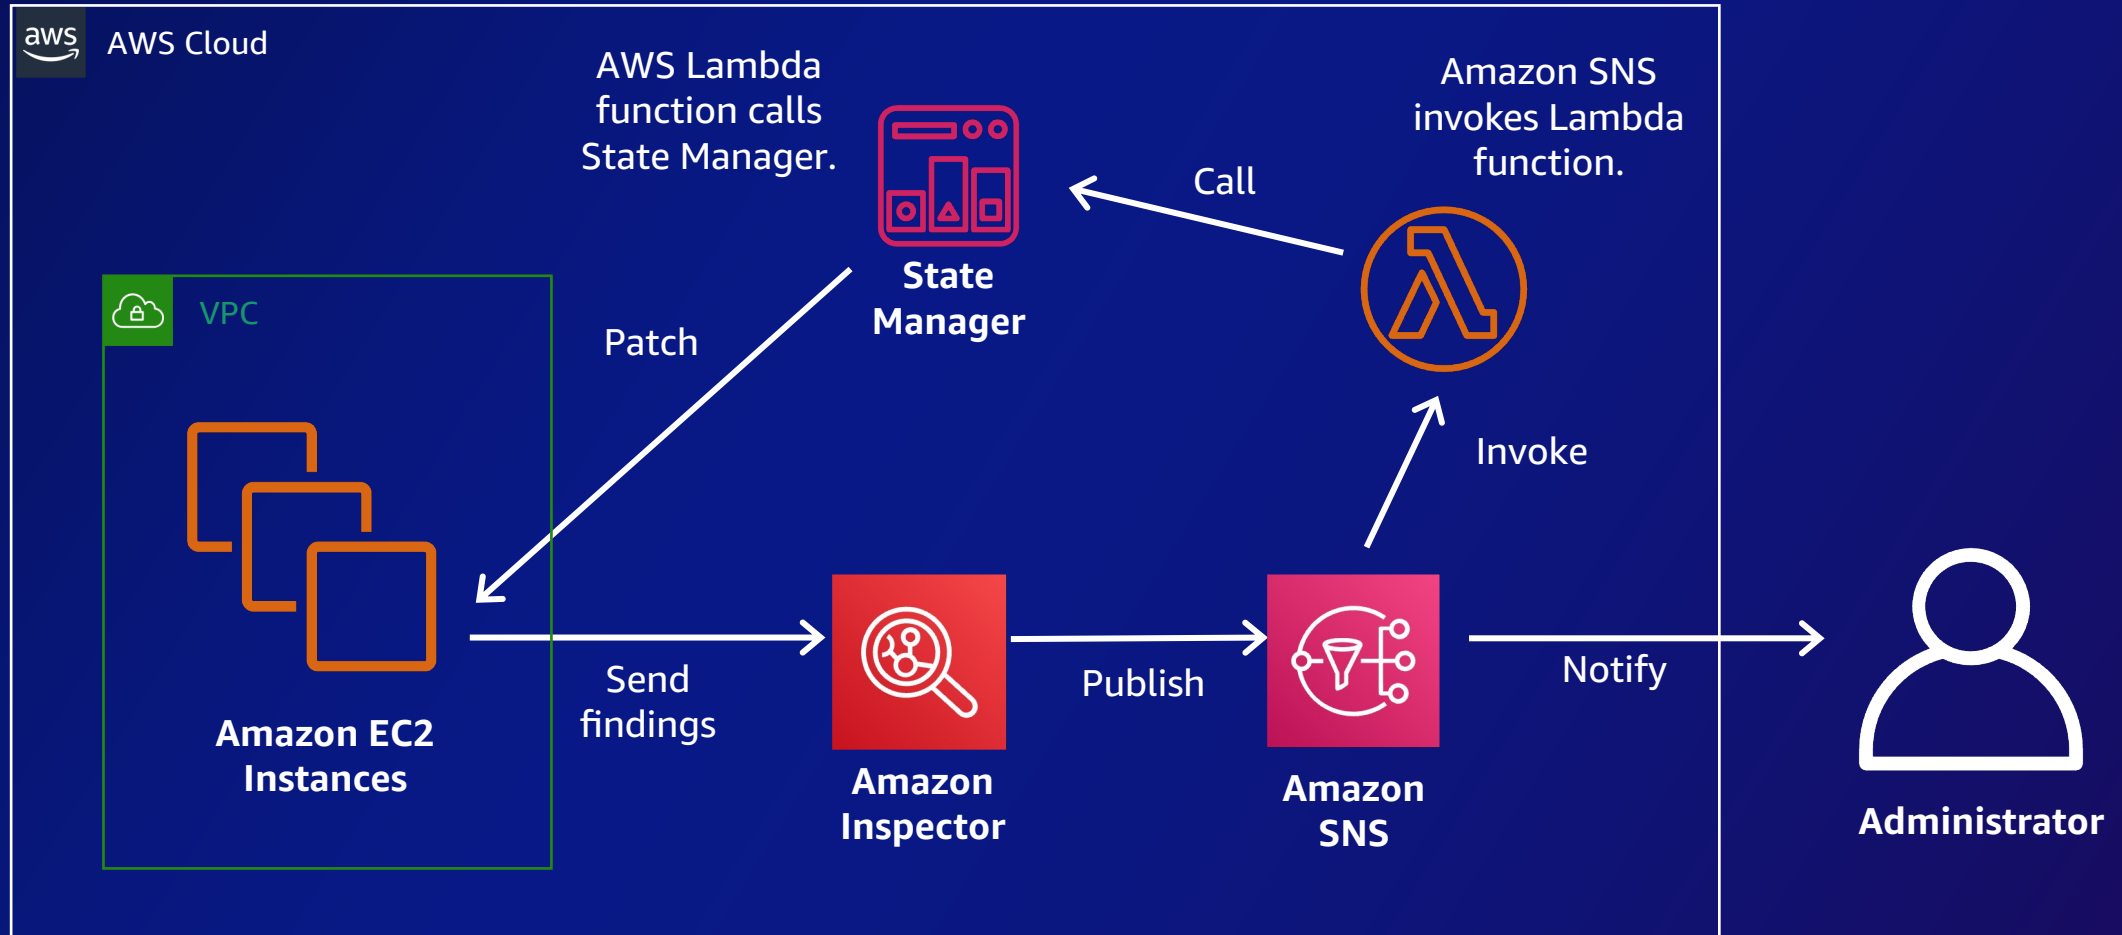 aws
AWS Cloud
AWS Lambda
function calls
State Manager.
Amazon SNS
invokes Lambda
function.
Call
State
Manager
VPC
Patch
Invoke
Send
findings
Publish
Notify
Amazon EC2
Instances
Amazon
Inspector
Amazon
SNS
Administrator